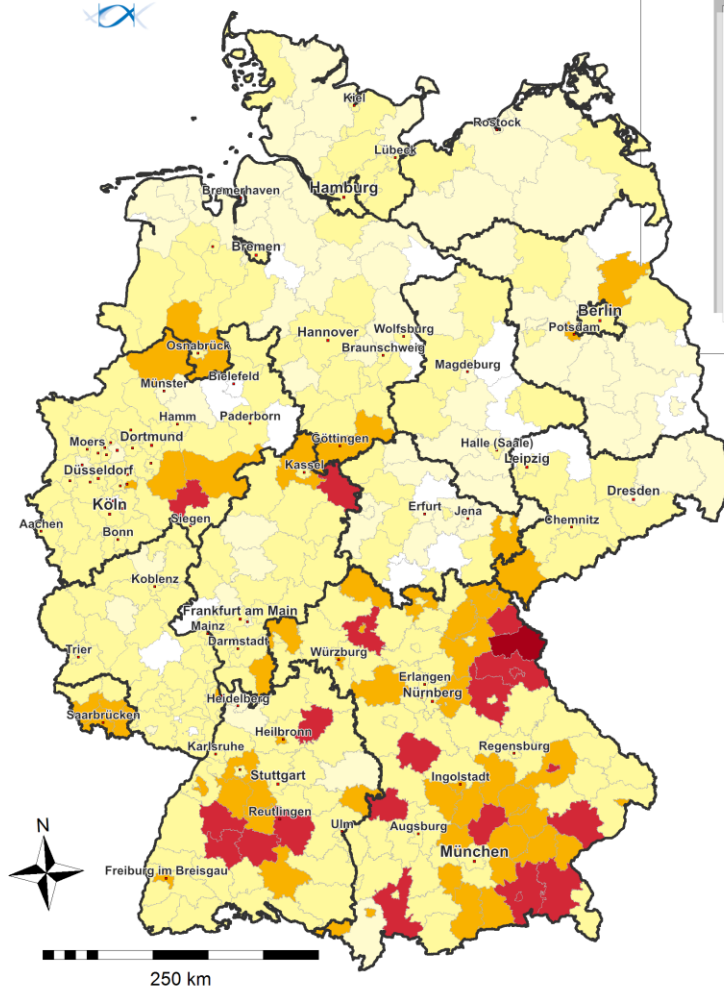 Kiel
Rostock
Lübeck
Bremerhaven
Hamburg
Bremen
Berlin
Potsdam
Hannover
Wolfsburg
Osnabrück
Braunschweig
Magdeburg
Bielefeld
Münster
Hamm
Paderborn
Moers
Dortmund
Göttingen
Halle (Saale)
Leipzig
Düsseldorf
Kassel
Dresden
Köln
Erfurt
Jena
Aachen
Siegen
Chemnitz
Bonn
Koblenz
Frankfurt am Main
Mainz
Darmstadt
Trier
Würzburg
Erlangen
Nürnberg
Heidelberg
Saarbrücken
Heilbronn
Karlsruhe
Regensburg
Stuttgart
Ingolstadt
Reutlingen
Ulm
Augsburg
N
München
Freiburg im Breisgau
250 km